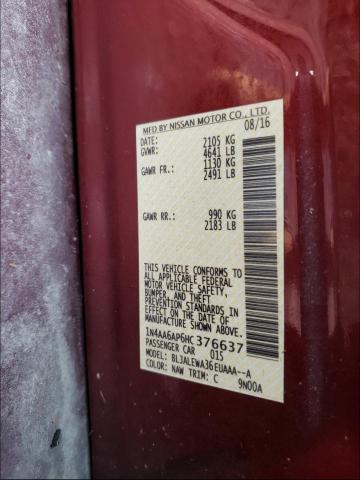 MFD BY NISSAN MOTOR CO., LTD.
DATE: 08/16
GVWR: 2105 KG
4641 LB
GAWR FR.: 1130 KG
2491 LB
GAWR RR.: 990 KG
2183 LB
THIS VEHICLE CONFORMS TO
ALL APPLICABLE FEDERAL
MOTOR VEHICLE SAFETY,
BUMPER, AND THEFT
PREVENTION STANDARDS
IN EFFECT ON THE DATE OF
MANUFACTURE SHOWN ABOVE.
1N4AA6AP6HC376637
PASSENGER CAR 015
MODEL: BLJALEWA36EUAAA--A
COLOR: NAW TRIM: C 9N00A